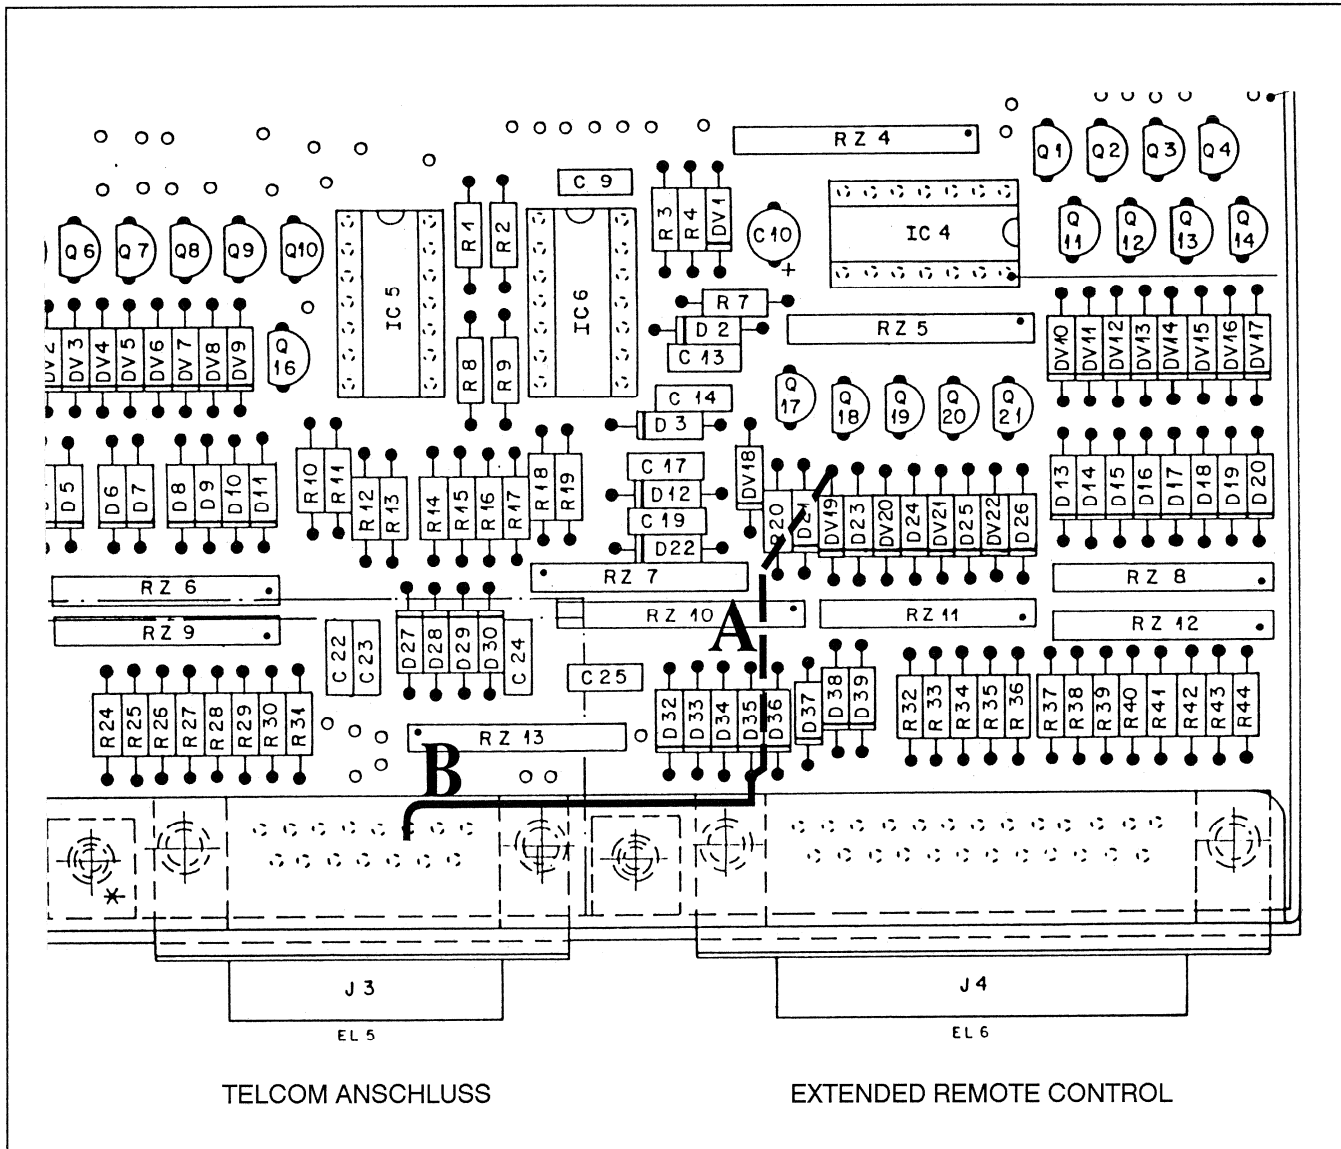 RZ 4
Q1 Q2 Q3 Q4
C 9
R3 R4 DV1
C10
+
IC 4
Q11 Q12 Q13 Q14
Q6 Q7 Q8 Q9 Q10
R1 R2
IC 5
IC 6
R 7
D 2
RZ 5
C 13
DV3 DV4 DV5 DV6 DV7 DV8 DV9
Q16
R8 R9
DV10 DV11 DV12 DV13 DV14 DV15 DV16 DV17
C 14
D 3
Q17 Q18 Q19 Q20 Q21
D5 D6 D7 D8 D9 D10 D11
R10 R11 R12 R13 R14 R15 R16 R17 R18 R19
C 17
D12
C 19
D22
DV18
R20 D21 DV19 D23 DV20 D24 DV21 D25 DV22 D26
D13 D14 D15 D16 D17 D18 D19 D20
RZ 6
RZ 7
RZ 8
RZ 9
RZ 10
RZ 11
RZ 12
A
C22 C23
D27 D28 D29 D30
C24
C25
R24 R25 R26 R27 R28 R29 R30 R31
D32 D33 D34 D35 D36 D37 D38 D39
R32 R33 R34 R35 R36 R37 R38 R39 R40 R41 R42 R43 R44
RZ 13
B
J 3
J 4
EL 5
EL 6
TELCOM ANSCHLUSS
EXTENDED REMOTE CONTROL